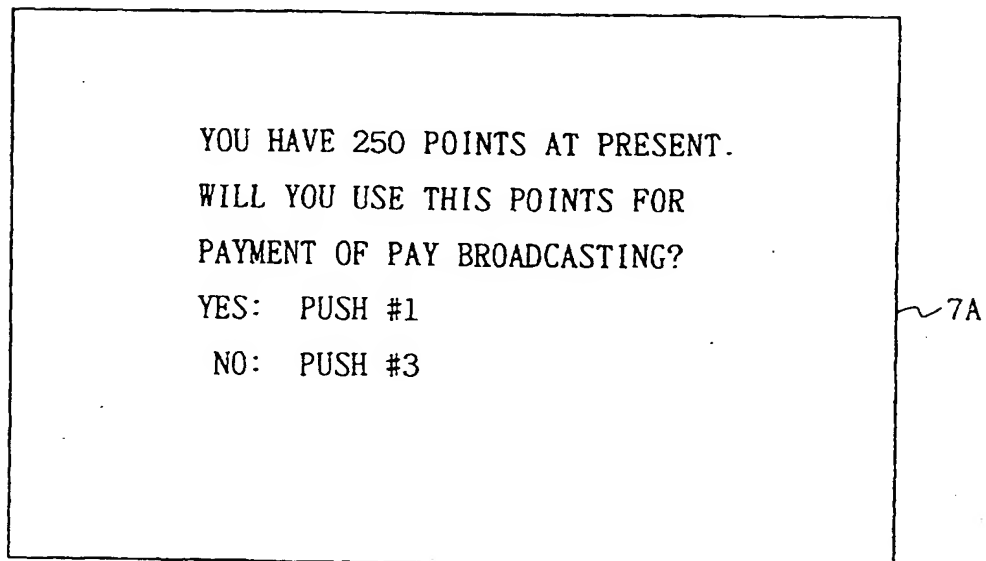 YOU HAVE 250 POINTS AT PRESENT.
WILL YOU USE THIS POINTS FOR
PAYMENT OF PAY BROADCASTING?
YES: PUSH #1
NO: PUSH #3
7A